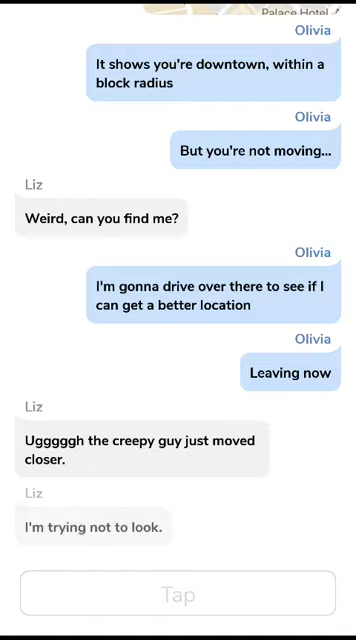 Palace Hotel
Olivia
It shows you're downtown, within a
block radius
Olivia
But you're not moving...
Liz
Weird, can you find me?
Olivia
I'm gonna drive over there to see if I
can get a better location
Olivia
Leaving now
Liz
Ugggggh the creepy guy just moved
closer.
Liz
I'm trying not to look.
Tap